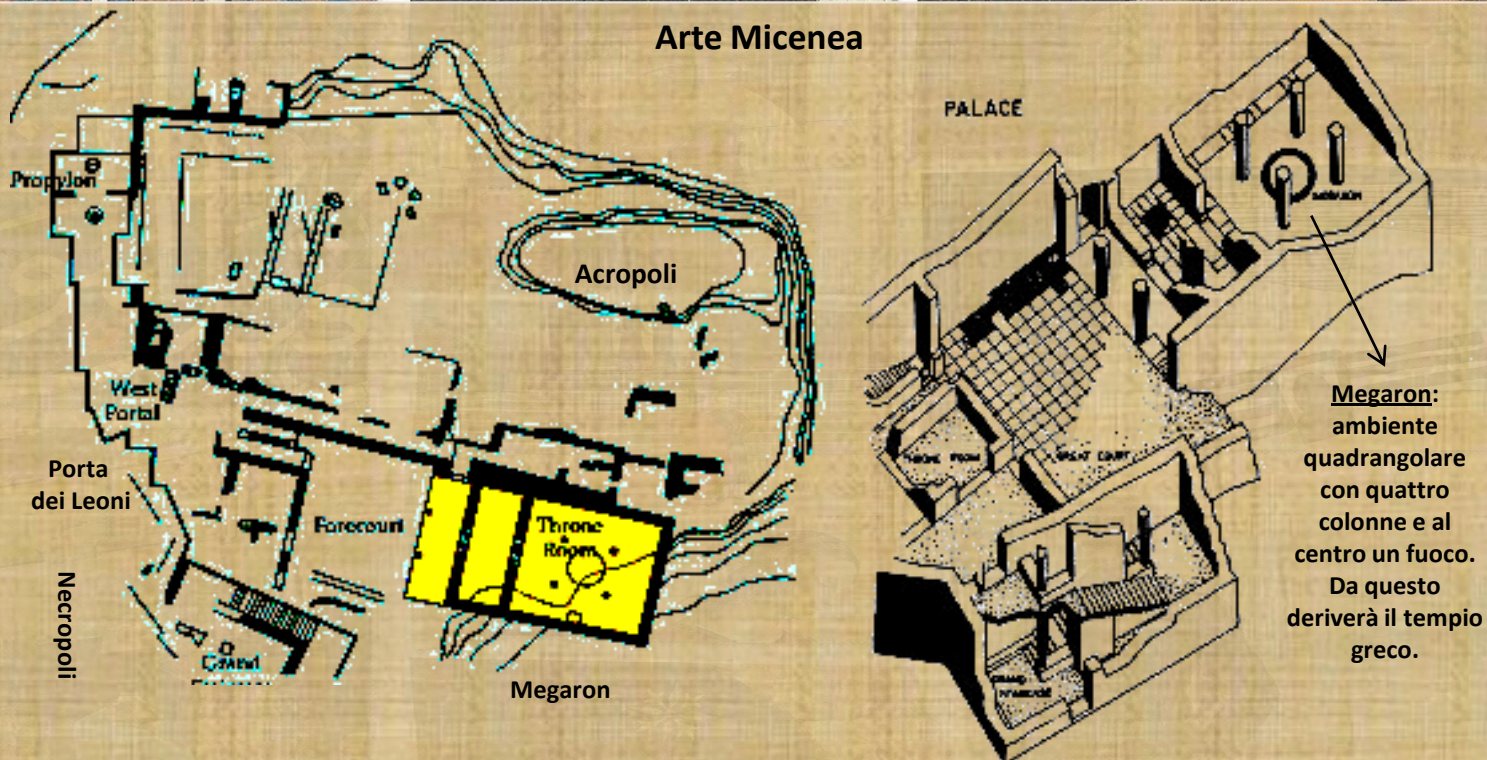 Arte Micenea
Propylon
Acropoli
West
Portal
Porta
dei Leoni
Forecourt
Throne
Room
Necropoli
Grand
Megaron
PALACE
MEGARON
THRONE ROOM
GREAT COURT
GRAND
STAIRCASE
Megaron:
ambiente
quadrangolare
con quattro
colonne e al
centro un fuoco.
Da questo
deriverà il tempio
greco.